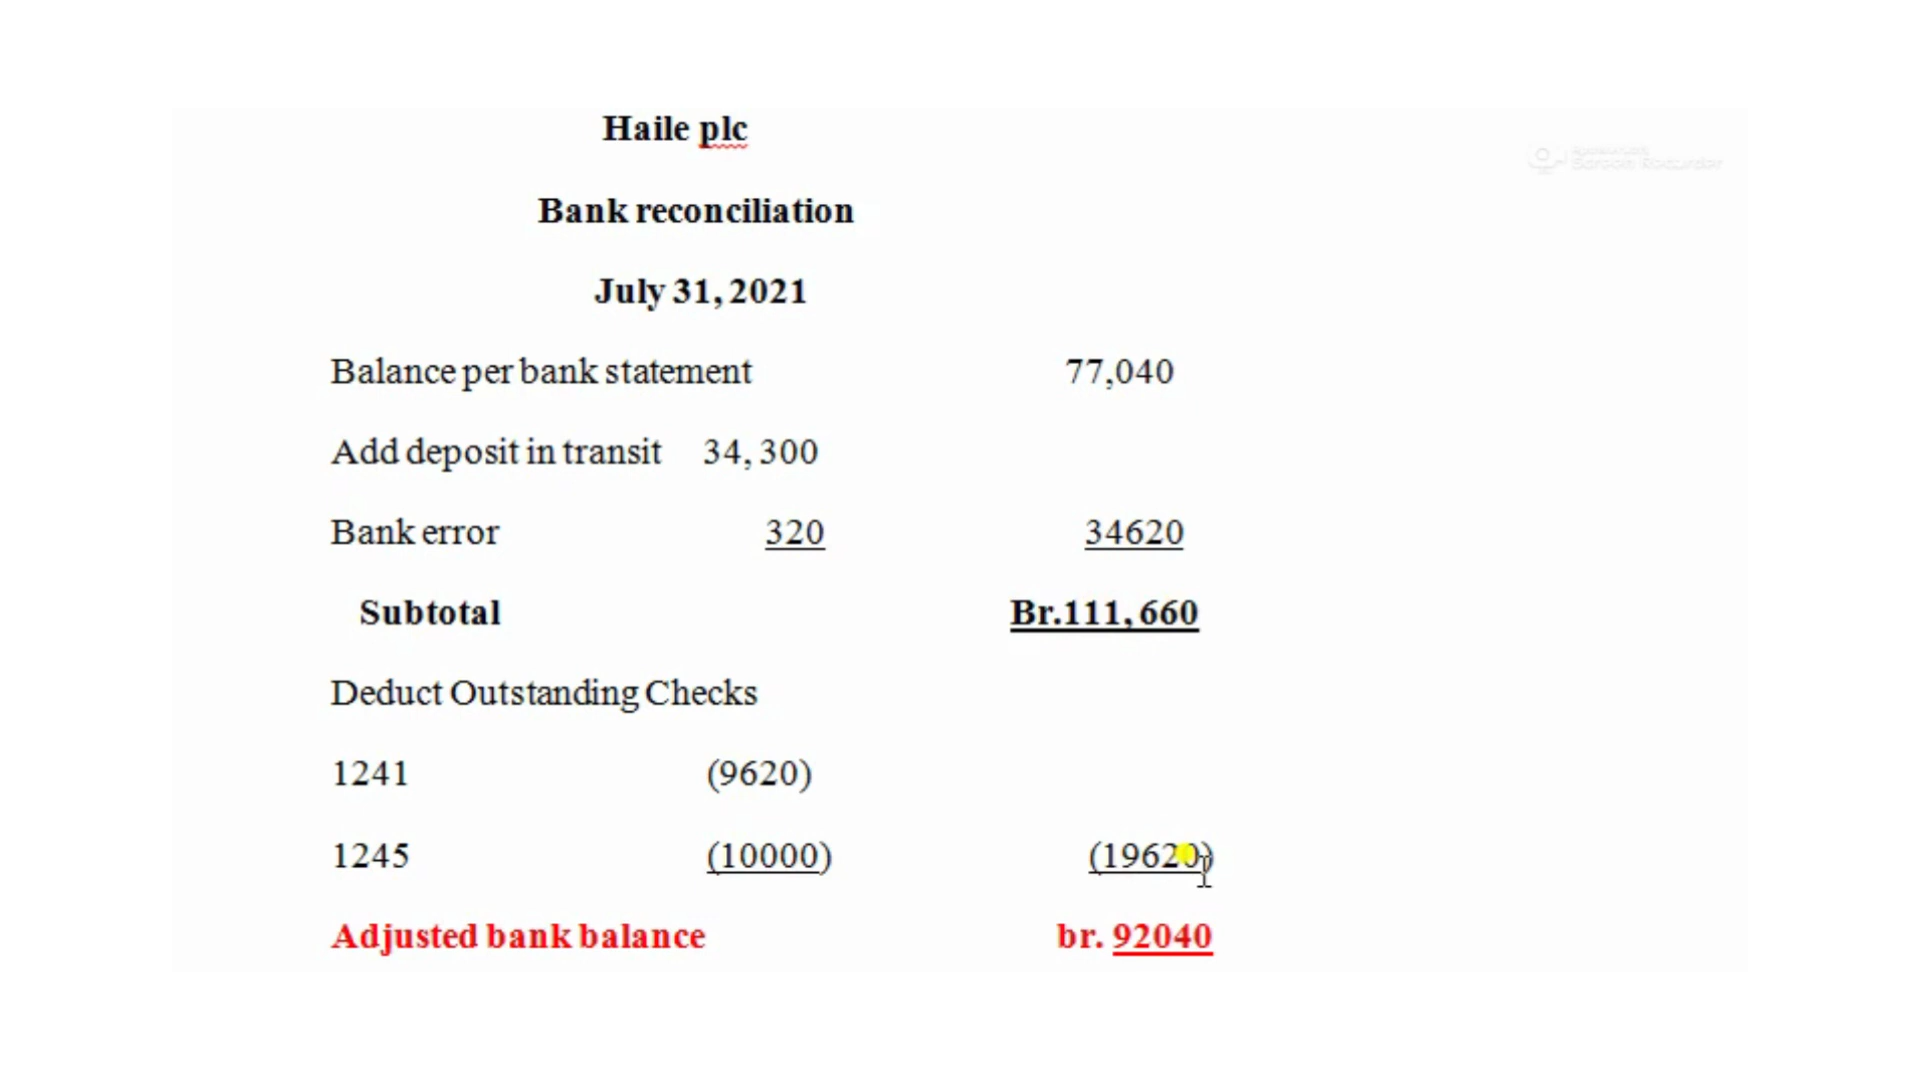 Haile plc
Screen Recorder
Bank reconciliation
July 31, 2021
Balance per bank statement 77,040
Add deposit in transit 34, 300
Bank error 320 34620
Subtotal Br.111, 660
Deduct Outstanding Checks
1241 (9620)
1245 (10000) (19620)
Adjusted bank balance br. 92040